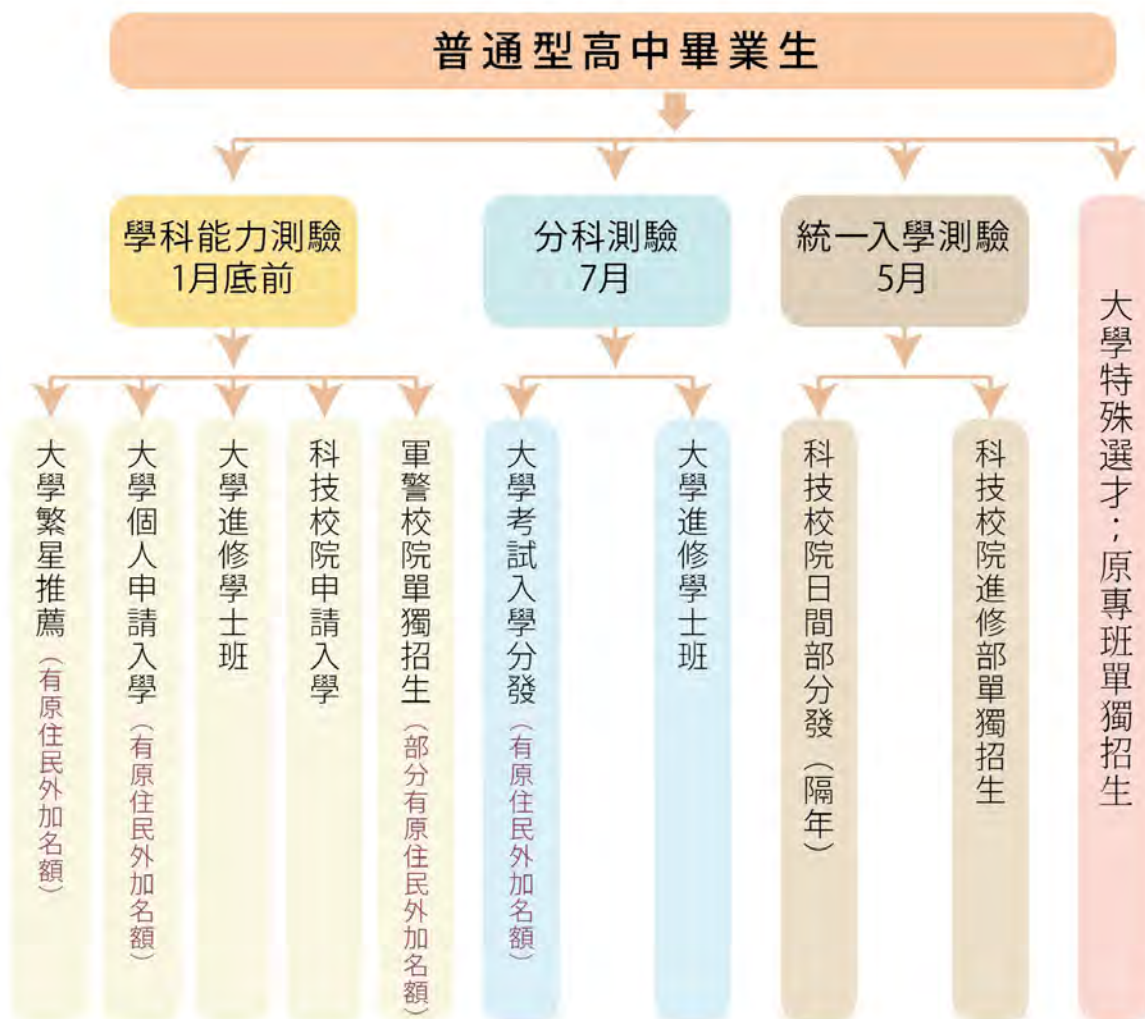 普通型高中畢業生
學科能力測驗
1月底前
分科測驗
7月
統一入學測驗
5月
大學繁星推薦（有原住民外加名額）
大學個人申請入學（有原住民外加名額）
大學進修學士班
科技校院申請入學
軍警校院單獨招生（部分有原住民外加名額）
大學考試入學分發（有原住民外加名額）
大學進修學士班
科技校院日間部分發（隔年）
科技校院進修部單獨招生
大學特殊選才；原專班單獨招生